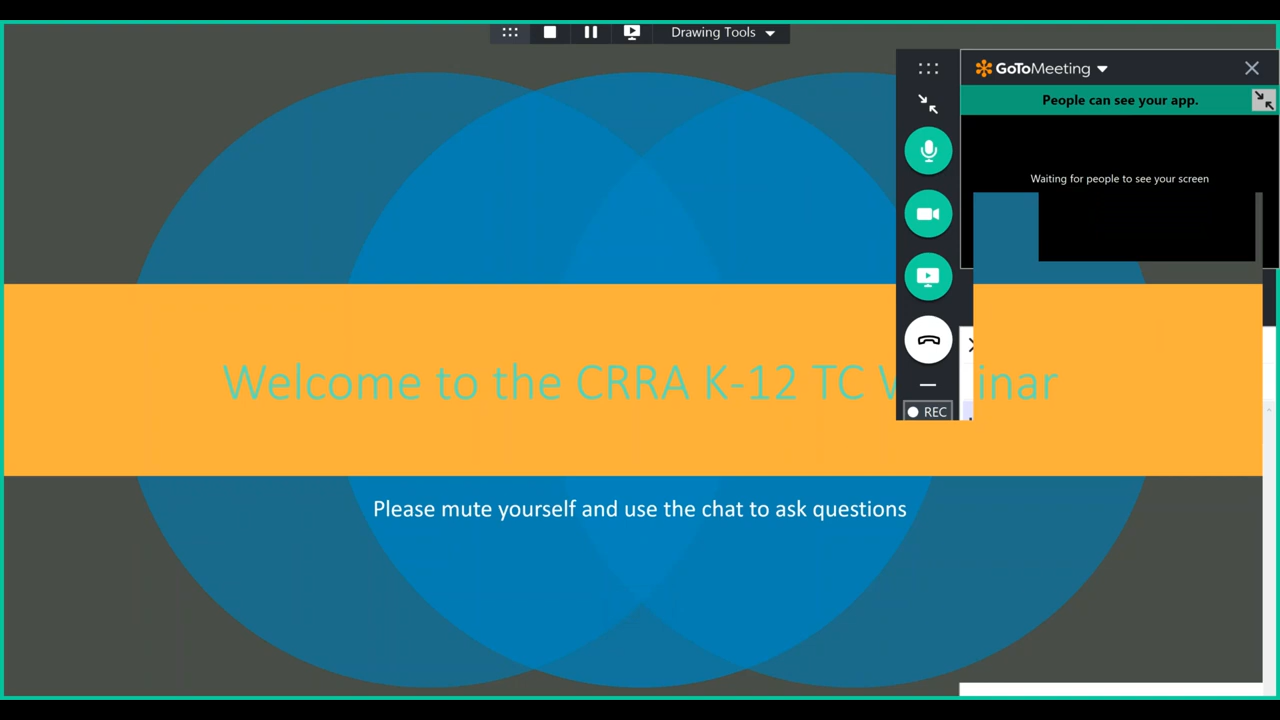 Drawing Tools
GoToMeeting
People can see your app.
Waiting for people to see your screen
Welcome to the CRRA K-12 TC W inar
REC
Please mute yourself and use the chat to ask questions